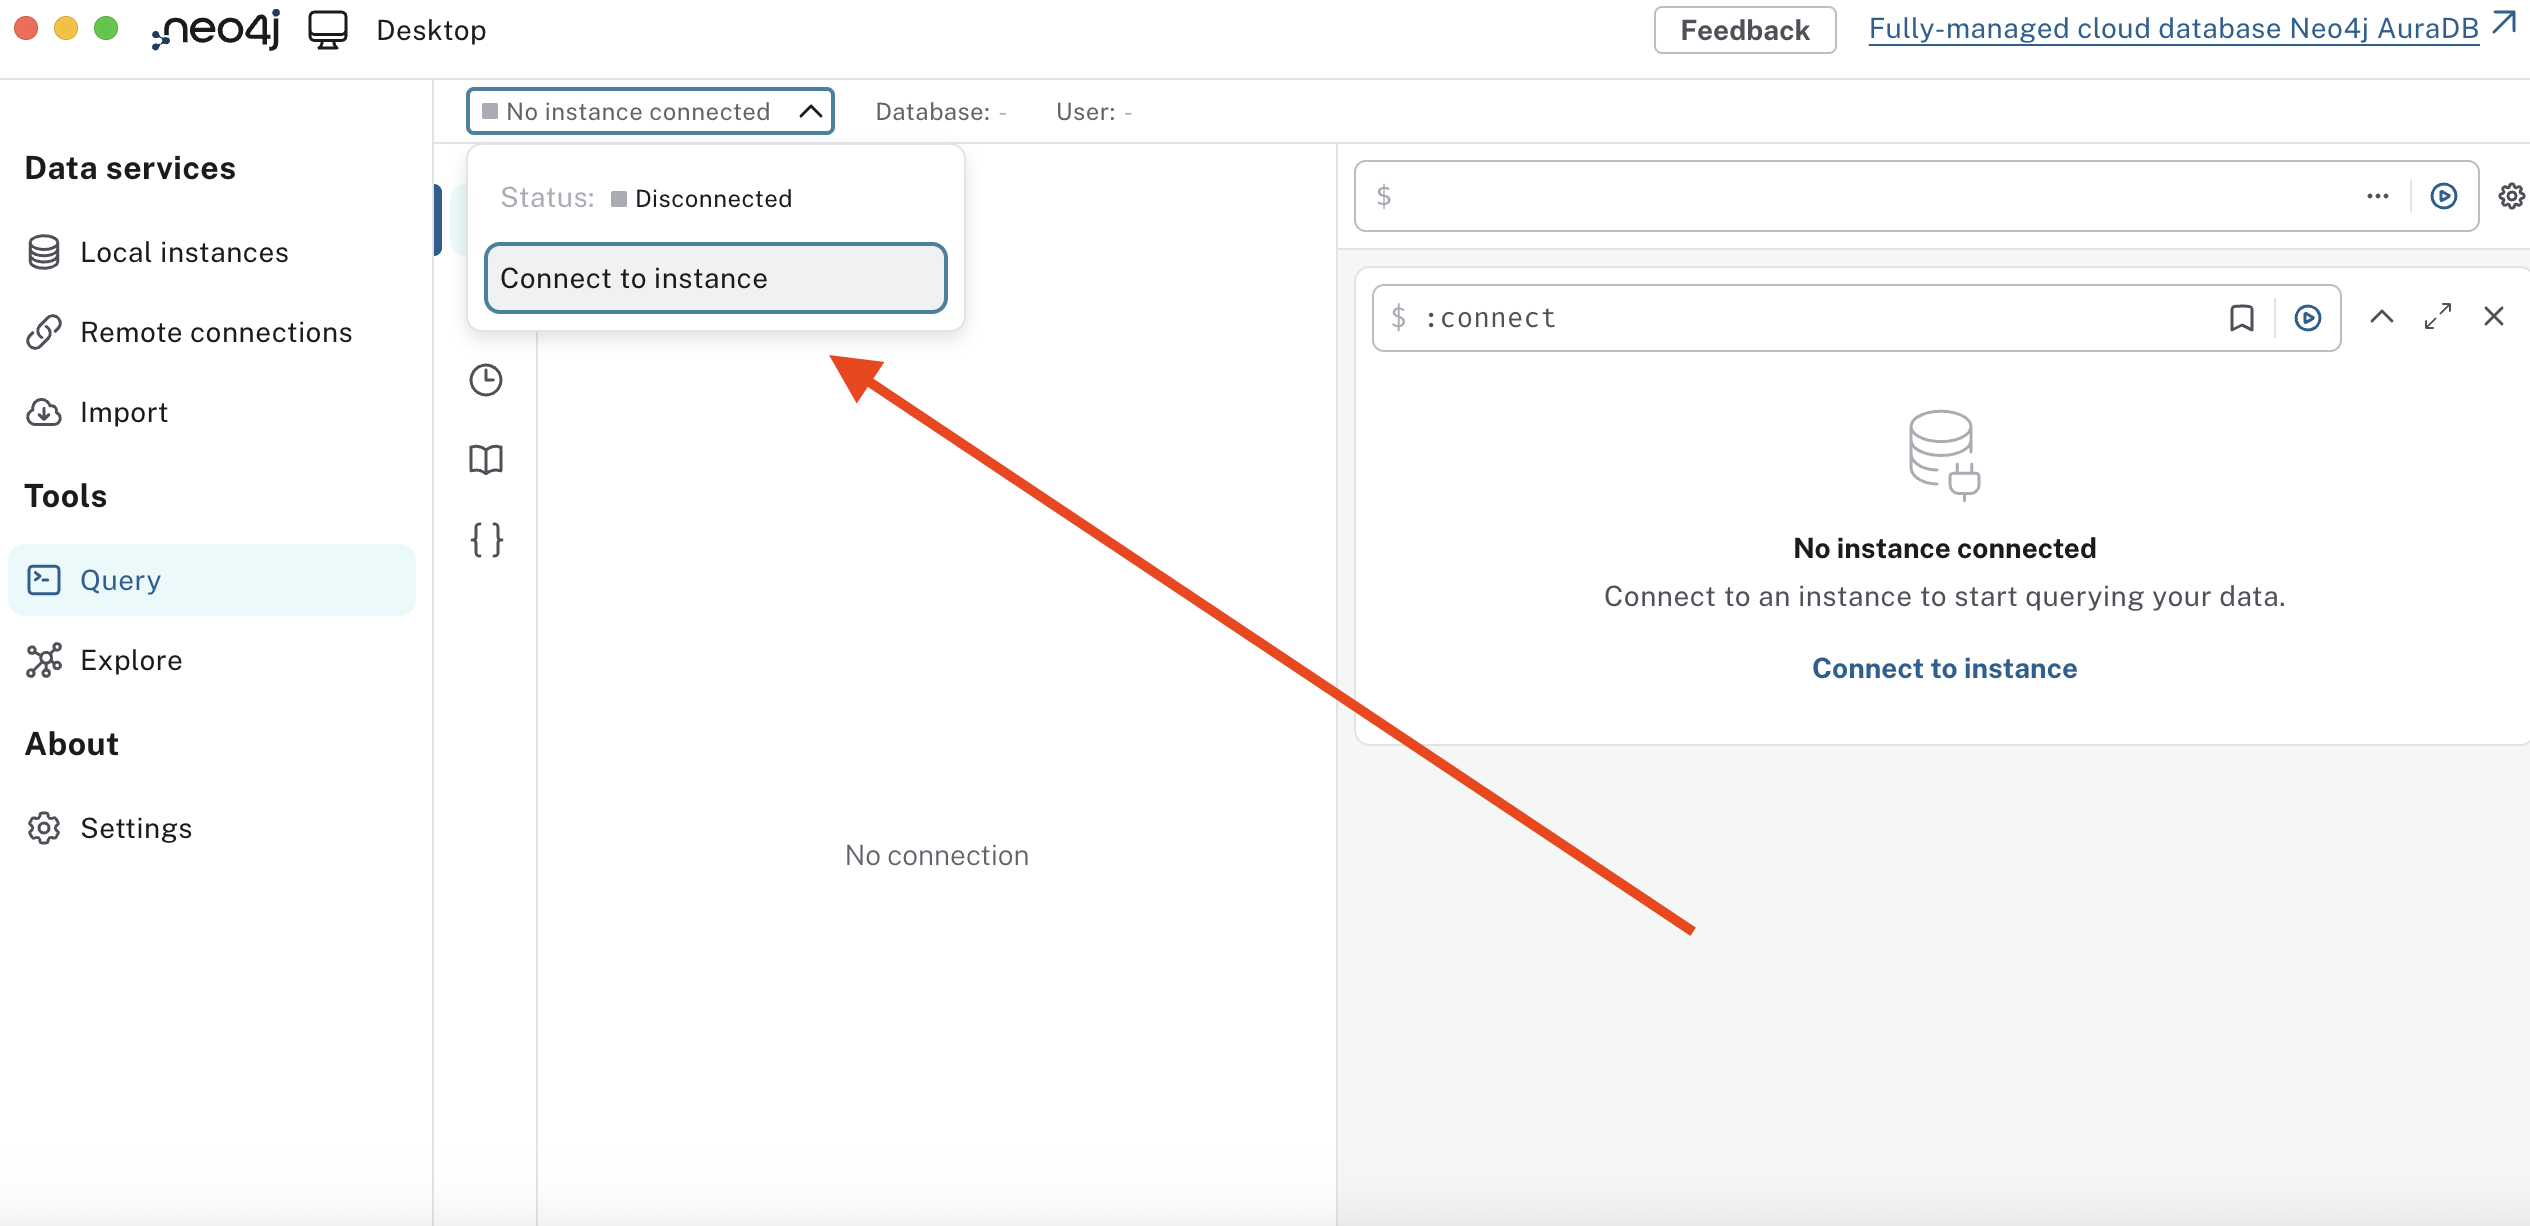 neo4j Desktop
Feedback
Fully-managed cloud database Neo4j AuraDB
No instance connected
Database: -
User: -
Data services
Local instances
Remote connections
Import
Tools
Query
Explore
About
Settings
Status: Disconnected
Connect to instance
No connection
$
$ :connect
No instance connected
Connect to an instance to start querying your data.
Connect to instance